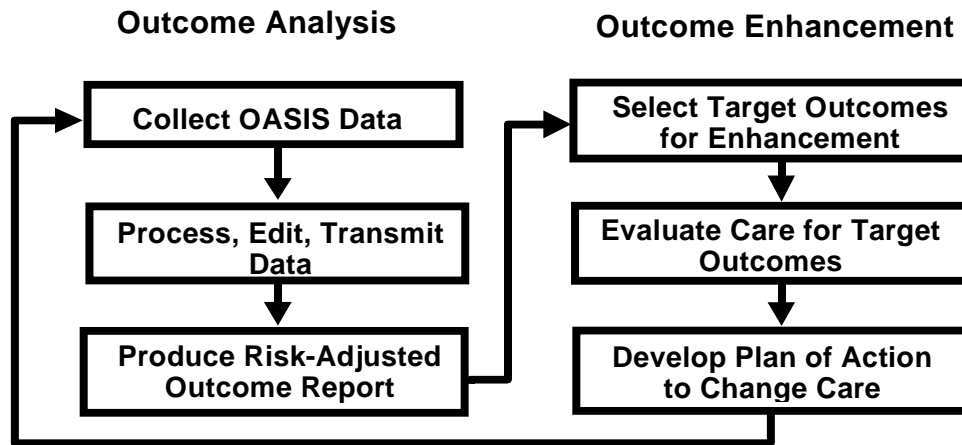 Outcome Analysis
Collect OASIS Data
Process, Edit, Transmit
Data
Produce Risk-Adjusted
Outcome Report
Outcome Enhancement
Select Target Outcomes
for Enhancement
Evaluate Care for Target
Outcomes
Develop Plan of Action
to Change Care